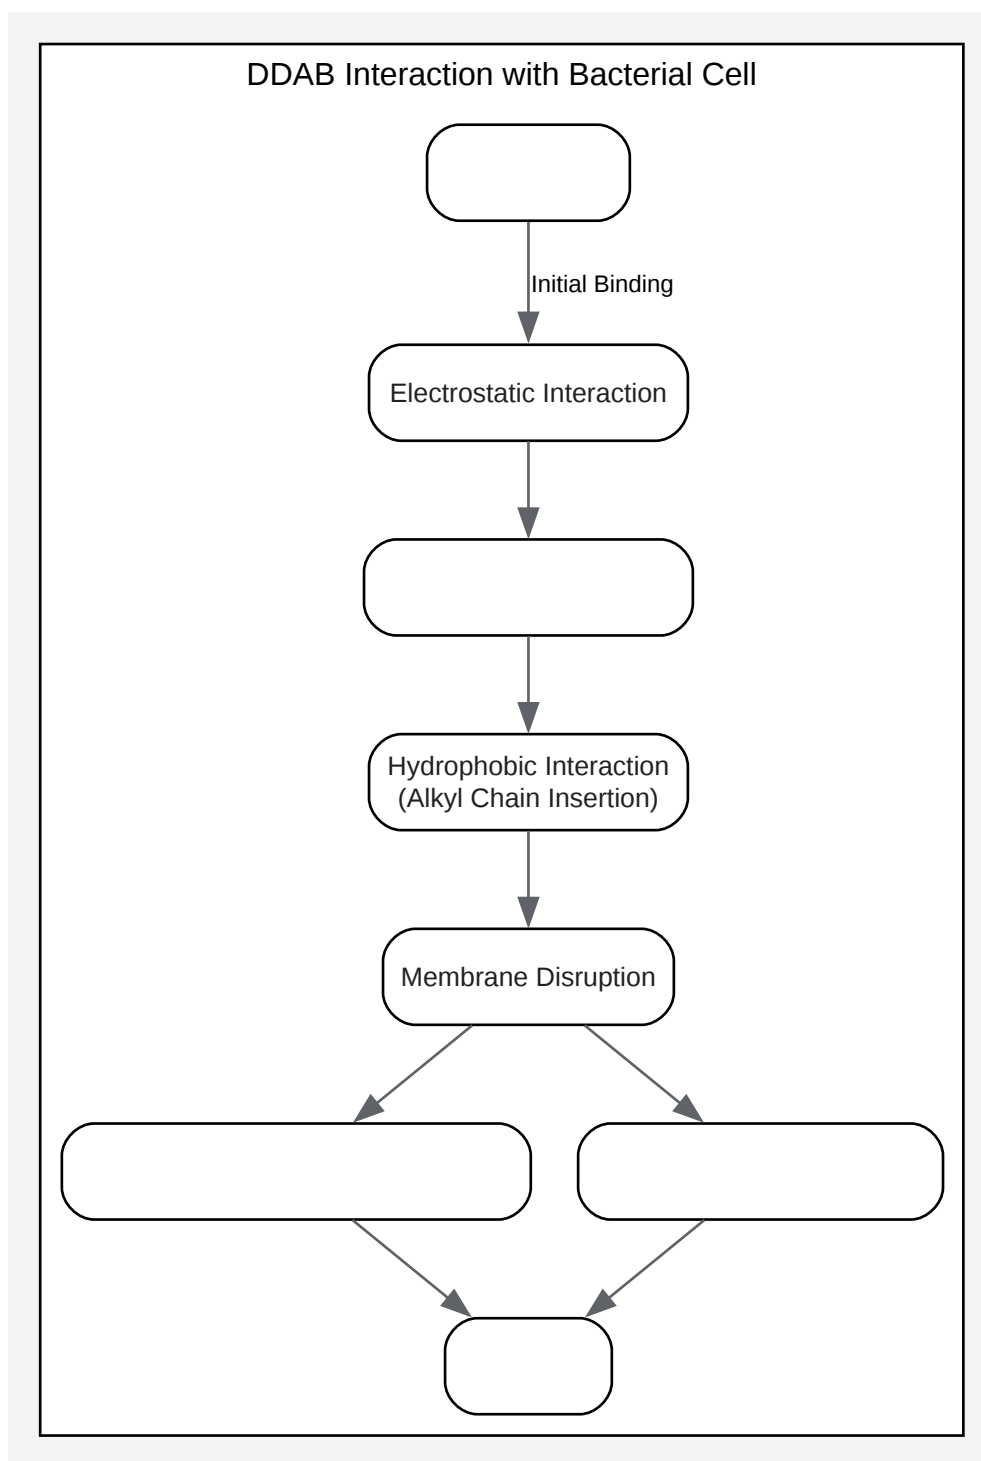 DDAB Interaction with Bacterial Cell
Initial Binding
Electrostatic Interaction
Hydrophobic Interaction
(Alkyl Chain Insertion)
Membrane Disruption